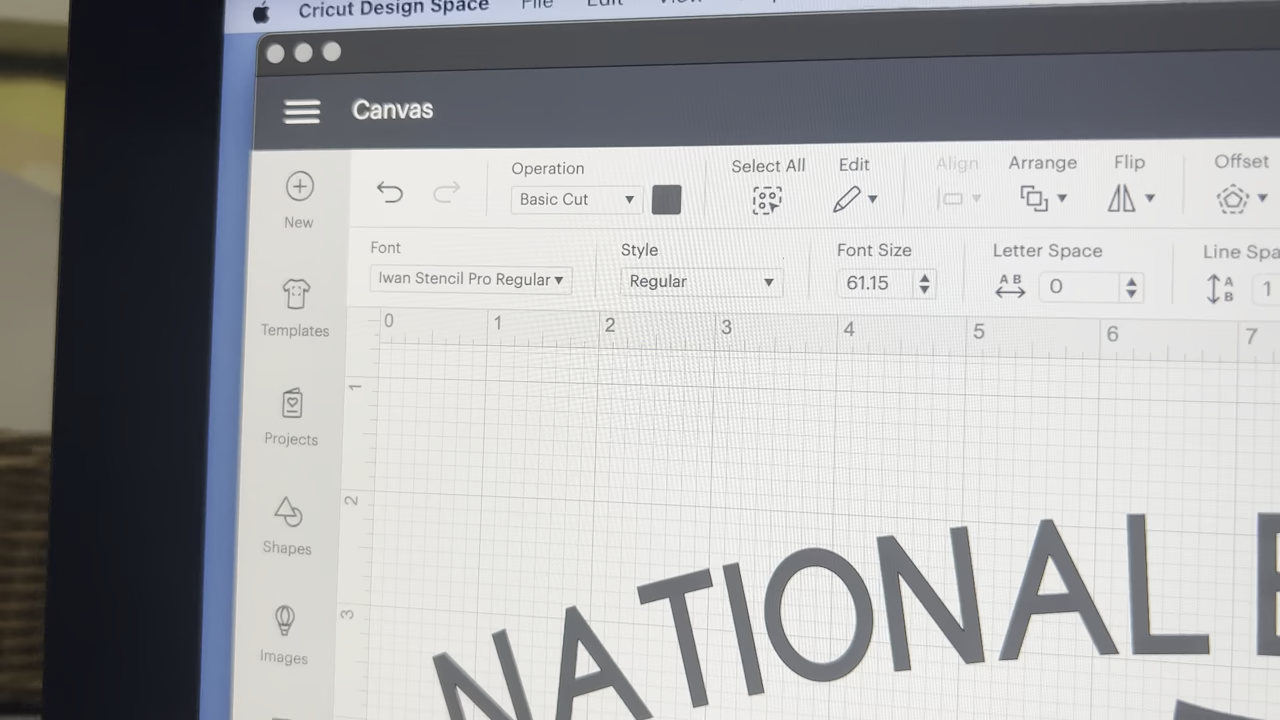 Cricut Design Space File Edit View
Canvas
Operation
Select All
Edit
Align
Arrange
Flip
Offset
Basic Cut
New
Font
Style
Font Size
Letter Space
Iwan Stencil Pro Regular
Regular
61.15
A B
0
A
B
1
Templates
0 1 2 3 4 5 6 7
1
2
3
Projects
Shapes
Images
NATIONAL